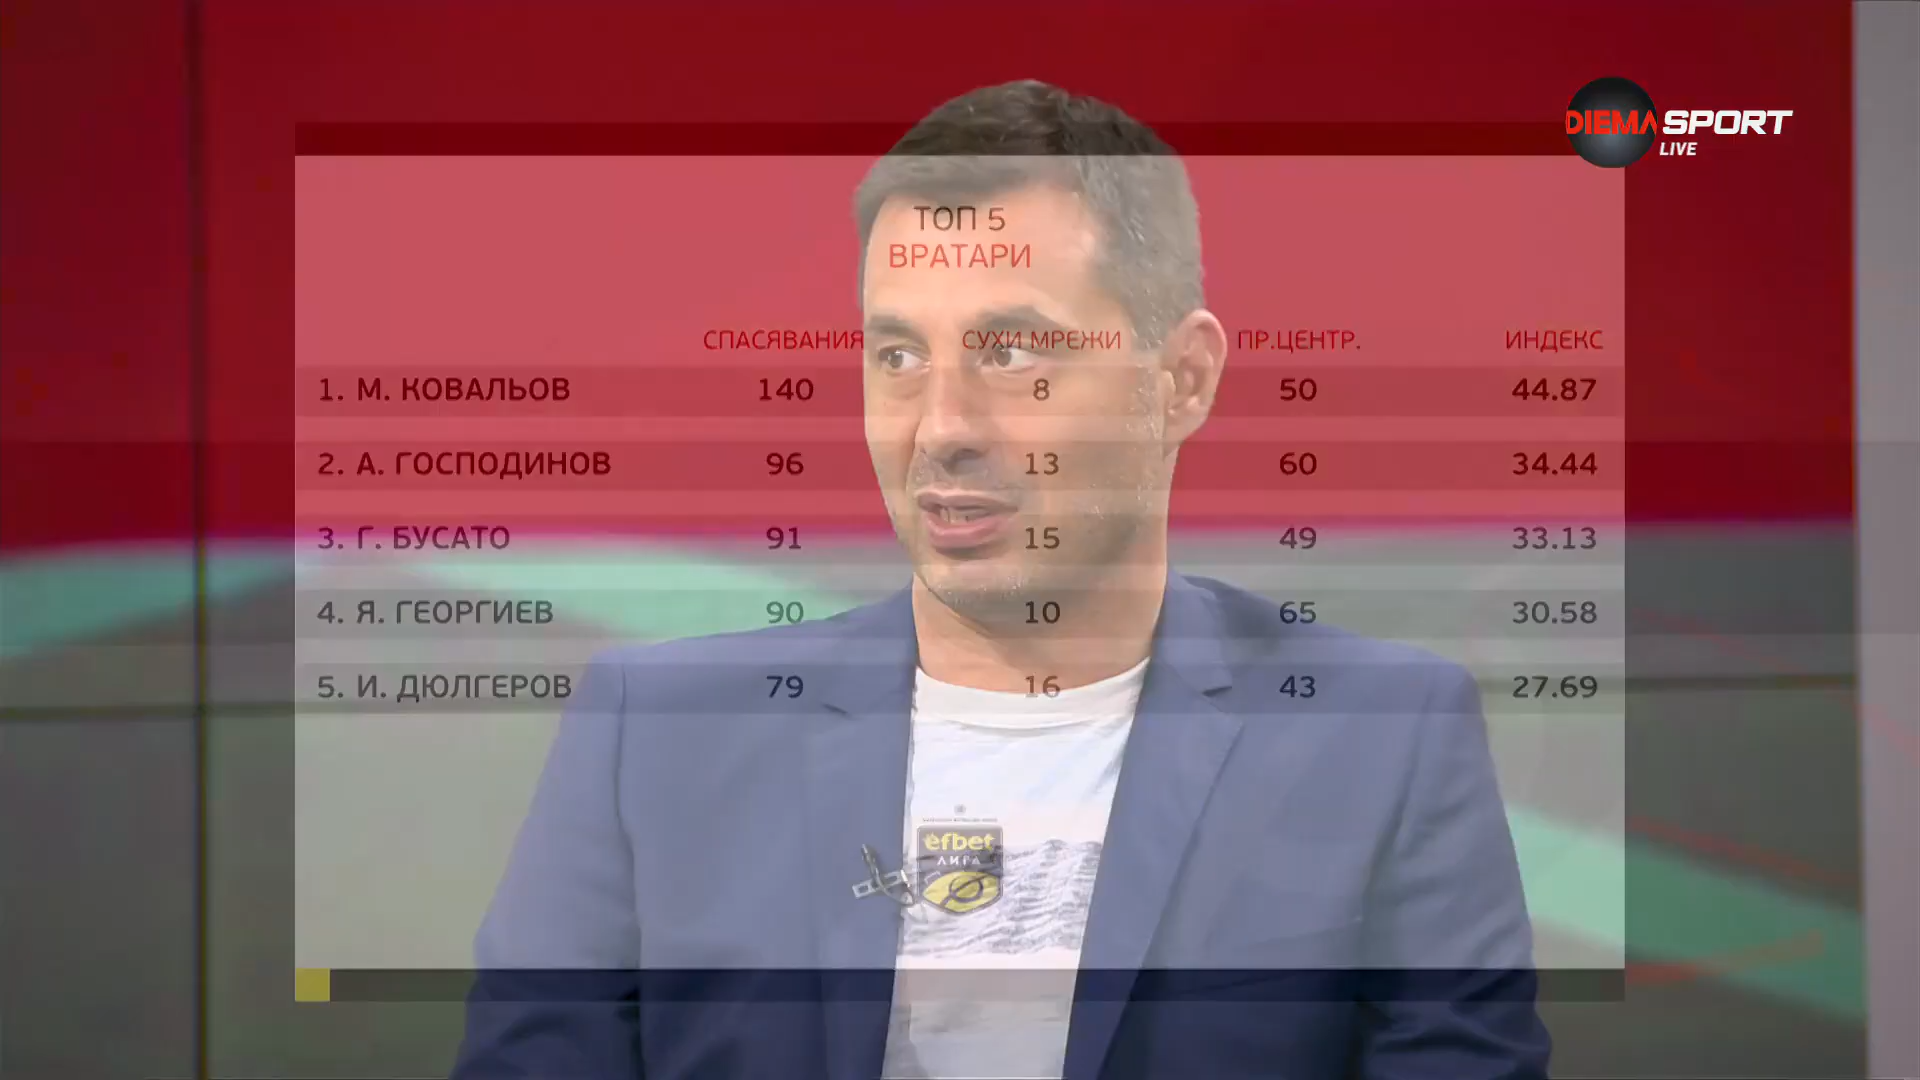 DIEMA SPORT
LIVE
ТОП 5
ВРАТАРИ
СПАСЯВАНИЯ СУХИ МРЕЖИ ПР.ЦЕНТР. ИНДЕКС
1. М. КОВАЛЬОВ 140 8 50 44.87
2. А. ГОСПОДИНОВ 96 13 60 34.44
3. Г. БУСАТО 91 15 49 33.13
4. Я. ГЕОРГИЕВ 90 10 65 30.58
5. И. ДЮЛГЕРОВ 79 16 43 27.69
efbet
ЛИГА